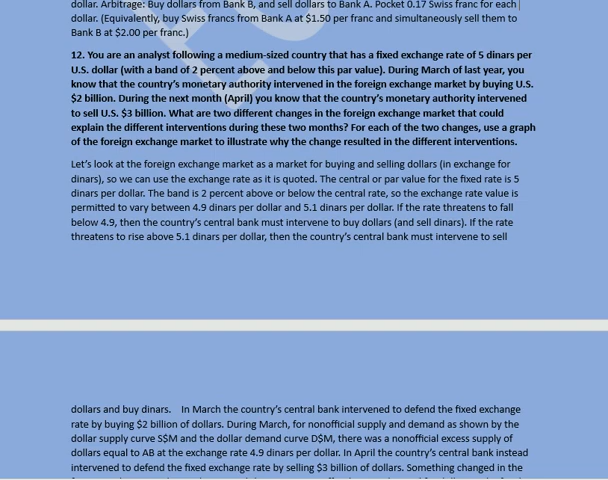 dollar. Arbitrage: Buy dollars from Bank B, and sell dollars to Bank A. Pocket 0.17 Swiss franc for each
dollar. (Equivalently, buy Swiss francs from Bank A at $1.50 per franc and simultaneously sell them to
Bank B at $2.00 per franc.)
12. You are an analyst following a medium-sized country that has a fixed exchange rate of 5 dinars per
U.S. dollar (with a band of 2 percent above and below this par value). During March of last year, you
know that the country’s monetary authority intervened in the foreign exchange market by buying U.S.
$2 billion. During the next month (April) you know that the country’s monetary authority intervened
to sell U.S. $3 billion. What are two different changes in the foreign exchange market that could
explain the different interventions during these two months? For each of the two changes, use a graph
of the foreign exchange market to illustrate why the change resulted in the different interventions.
Let’s look at the foreign exchange market as a market for buying and selling dollars (in exchange for
dinars), so we can use the exchange rate as it is quoted. The central or par value for the fixed rate is 5
dinars per dollar. The band is 2 percent above or below the central rate, so the exchange rate value is
permitted to vary between 4.9 dinars per dollar and 5.1 dinars per dollar. If the rate threatens to fall
below 4.9, then the country’s central bank must intervene to buy dollars (and sell dinars). If the rate
threatens to rise above 5.1 dinars per dollar, then the country’s central bank must intervene to sell
dollars and buy dinars. In March the country’s central bank intervened to defend the fixed exchange
rate by buying $2 billion of dollars. During March, for nonofficial supply and demand as shown by the
dollar supply curve S$M and the dollar demand curve D$M, there was a nonofficial excess supply of
dollars equal to AB at the exchange rate 4.9 dinars per dollar. In April the country’s central bank instead
intervened to defend the fixed exchange rate by selling $3 billion of dollars. Something changed in the